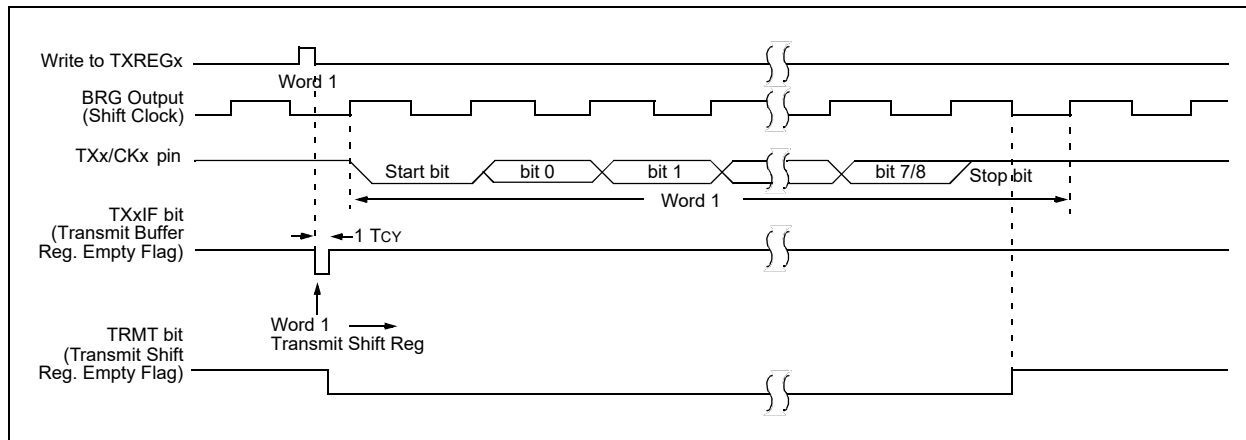 Write to TXREGx
Word 1
BRG Output
(Shift Clock)
TXx/CKx pin
Start bit
bit 0
bit 1
bit 7/8
Stop bit
Word 1
TXxIF bit
(Transmit Buffer
Reg. Empty Flag)
1 TCY
Word 1
Transmit Shift Reg
TRMT bit
(Transmit Shift
Reg. Empty Flag)